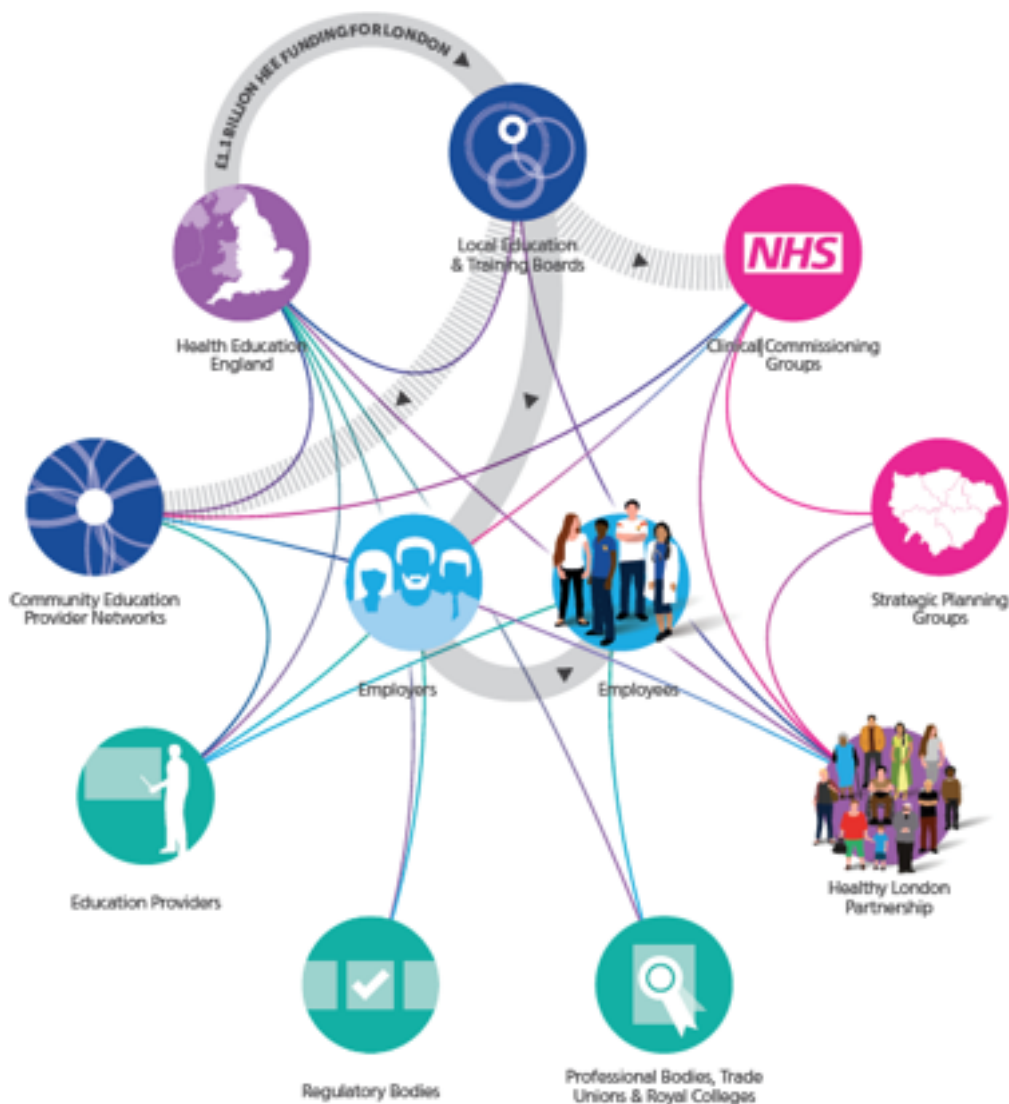 £1.1 BILLION HEE FUNDING FOR LONDON
Local Education
& Training Boards
NHS
Health Education
England
Clinical Commissioning
Groups
Community Education
Provider Networks
Strategic Planning
Groups
Employers
Employees
Education Providers
Healthy London
Partnership
Regulatory Bodies
Professional Bodies, Trade
Unions & Royal Colleges